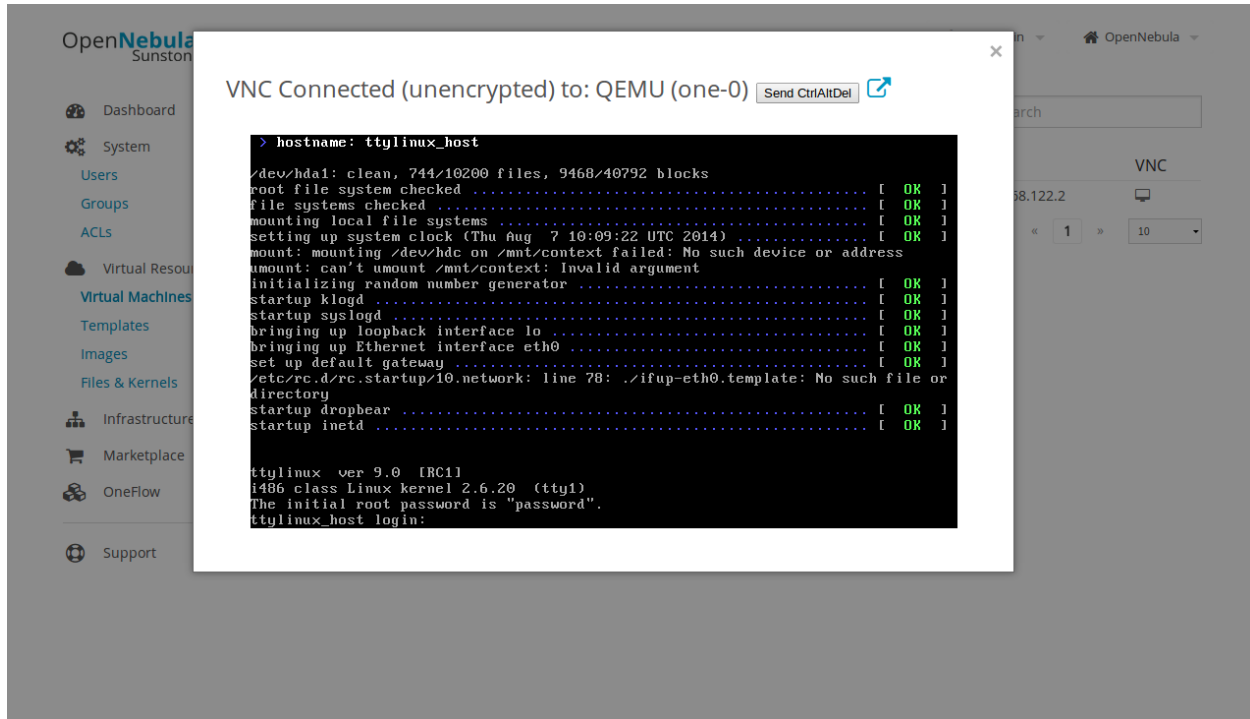 OpenNebula
Sunston
OpenNebula
Dashboard
System
Users
Groups
ACLs
Virtual Resou
Virtual Machines
Templates
Images
Files & Kernels
Infrastructure
Marketplace
OneFlow
Support
×
VNC Connected (unencrypted) to: QEMU (one-0) Send CtrlAltDel
> hostname: ttylinux_host
/dev/hda1: clean, 744/10200 files, 9468/40792 blocks
root file system checked ............................................. [ OK ]
file systems checked ................................................. [ OK ]
mounting local file systems .......................................... [ OK ]
setting up system clock (Thu Aug  7 10:09:22 UTC 2014) ............... [ OK ]
mount: mounting /dev/hdc on /mnt/context failed: No such device or address
umount: can't umount /mnt/context: Invalid argument
initializing random number generator ................................. [ OK ]
startup klogd ........................................................ [ OK ]
startup syslogd ...................................................... [ OK ]
bringing up loopback interface lo .................................... [ OK ]
bringing up Ethernet interface eth0 .................................. [ OK ]
set up default gateway ............................................... [ OK ]
/etc/rc.d/rc.startup/10.network: line 78: ./ifup-eth0.template: No such file or
directory
startup dropbear ..................................................... [ OK ]
startup inetd ........................................................ [ OK ]
ttylinux  ver 9.0  [RC1]
i486 class Linux kernel 2.6.20  (tty1)
The initial root password is "password".
ttylinux_host login:
arch
VNC
68.122.2
« 1 » 10